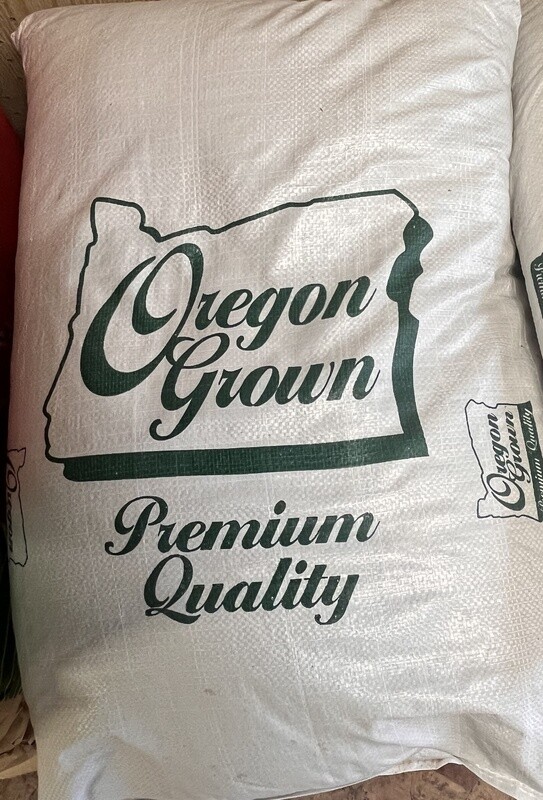 Oregon
Grown
Premium
Quality
Oregon
Grown
Premium Quality